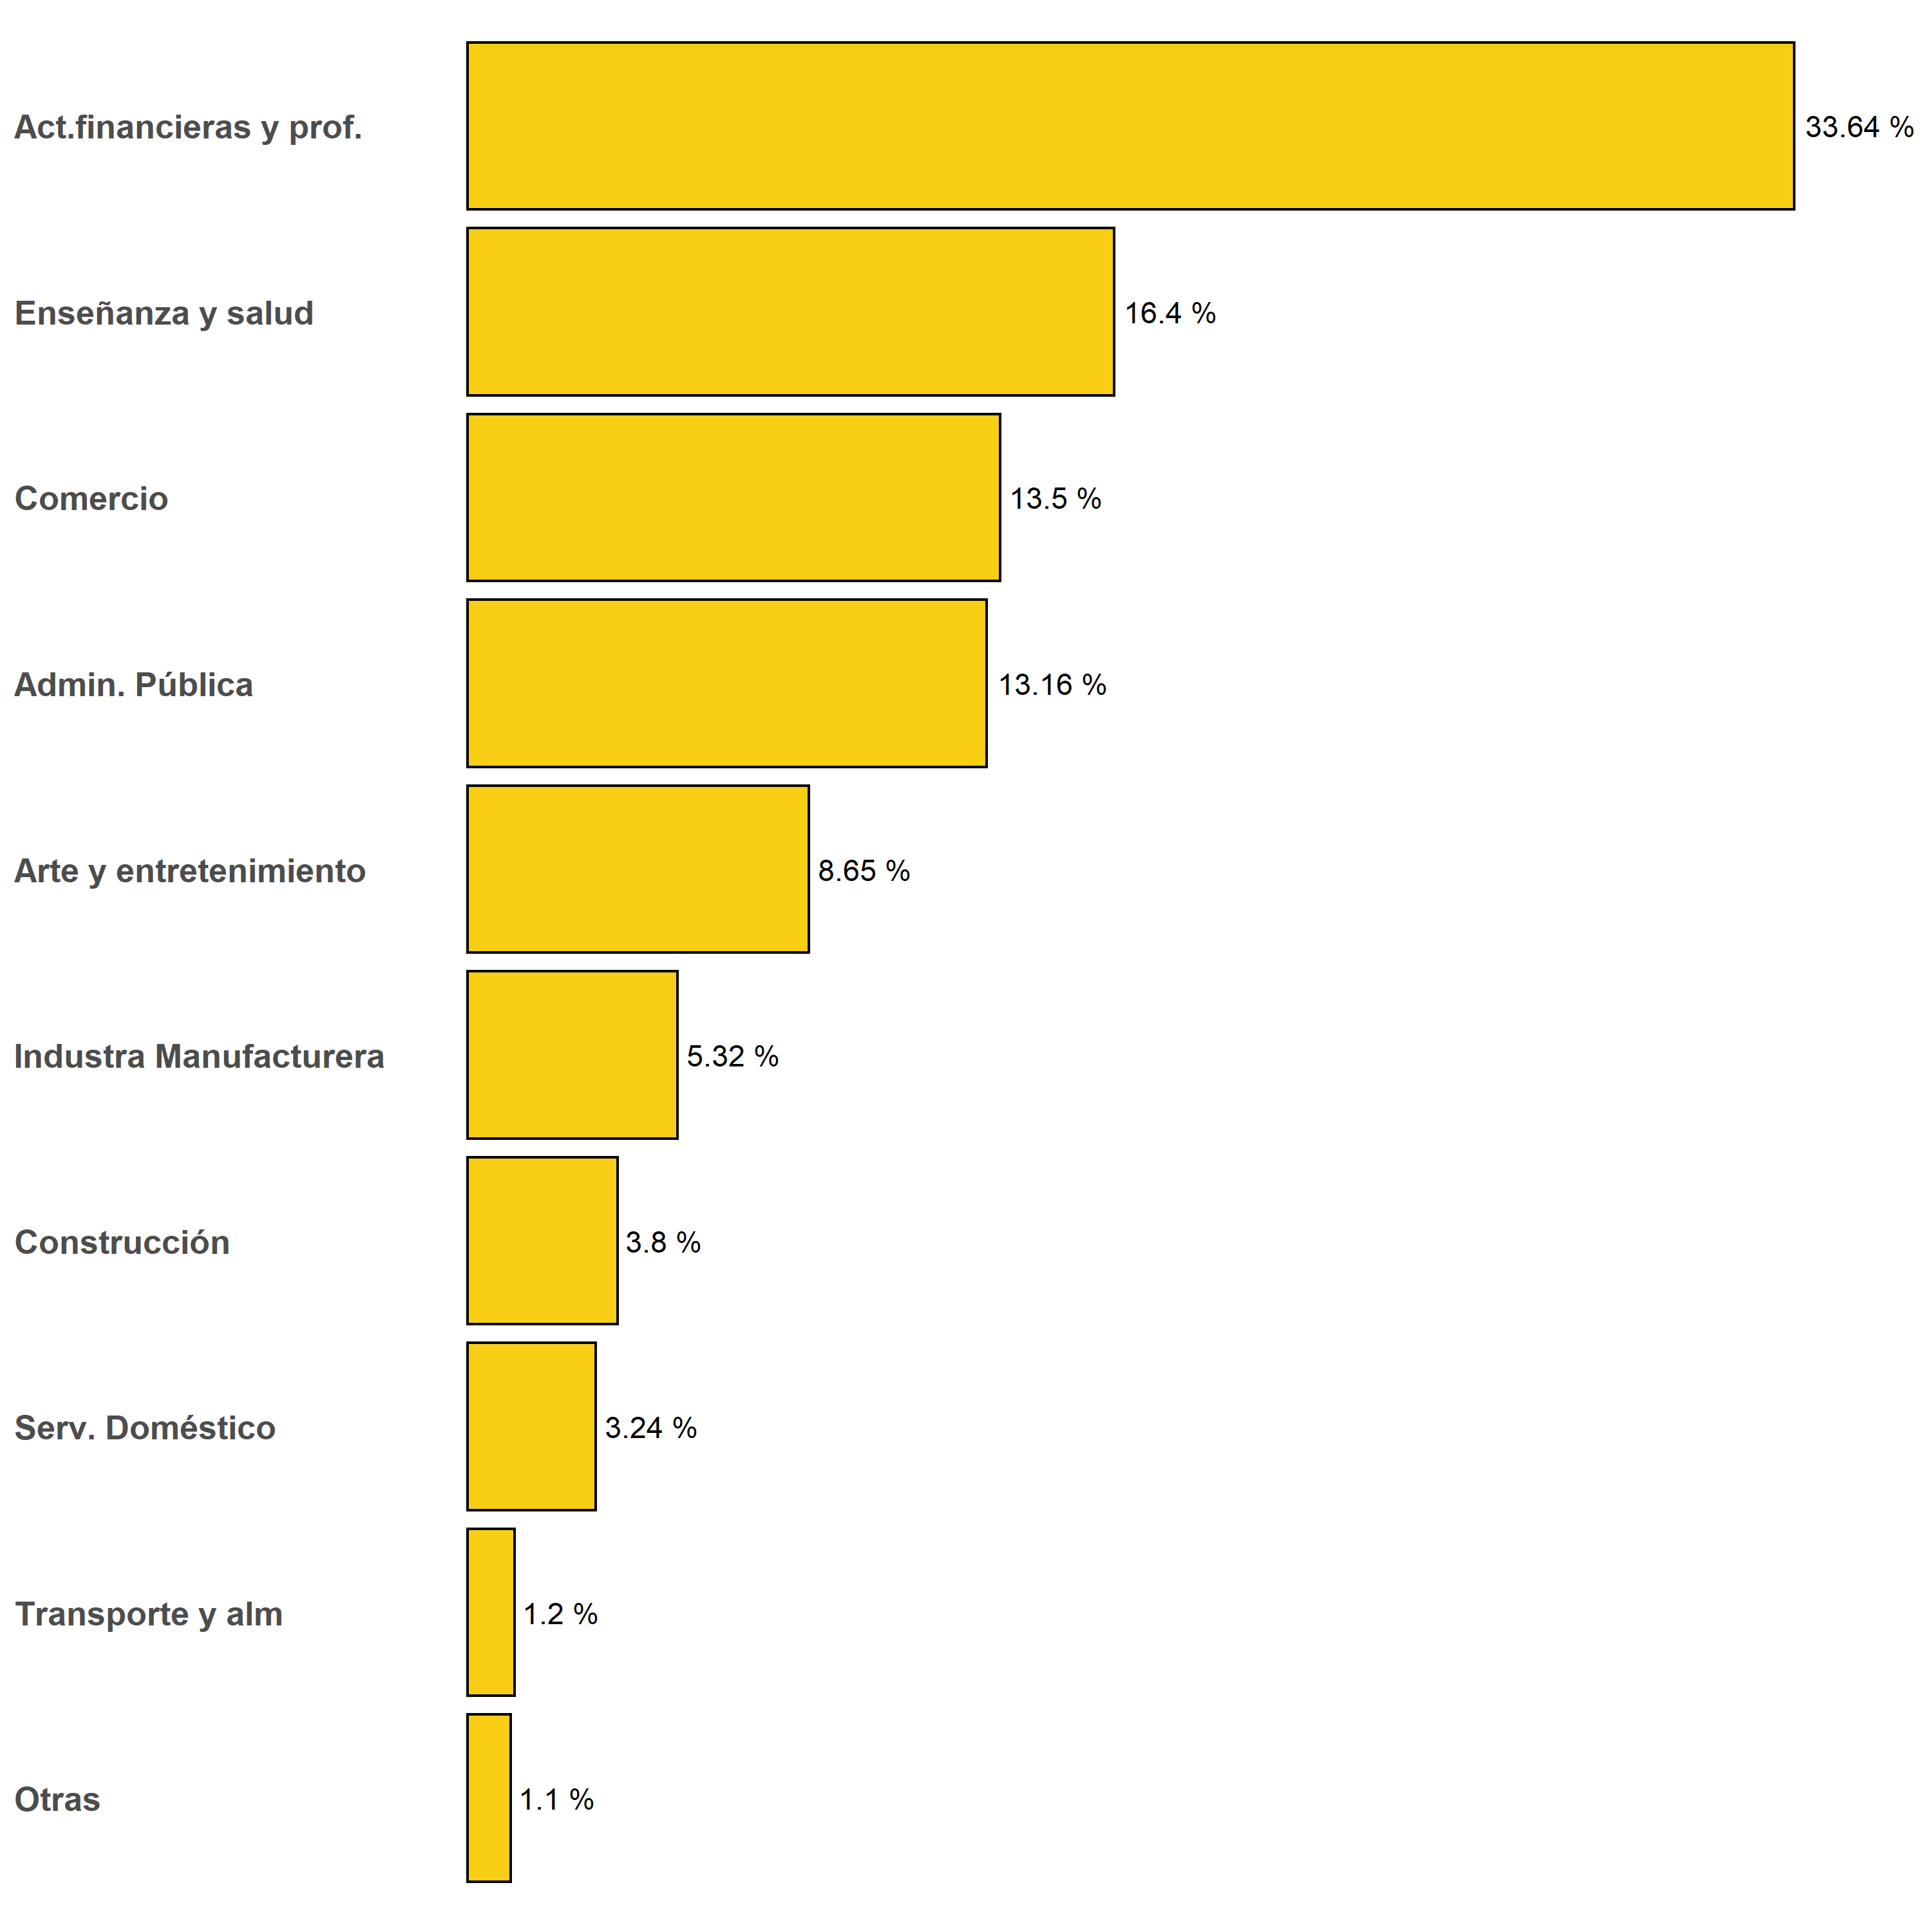 Act.financieras y prof. 33.64 %
Enseñanza y salud 16.4 %
Comercio 13.5 %
Admin. Pública 13.16 %
Arte y entretenimiento 8.65 %
Industra Manufacturera 5.32 %
Construcción 3.8 %
Serv. Doméstico 3.24 %
Transporte y alm 1.2 %
Otras 1.1 %